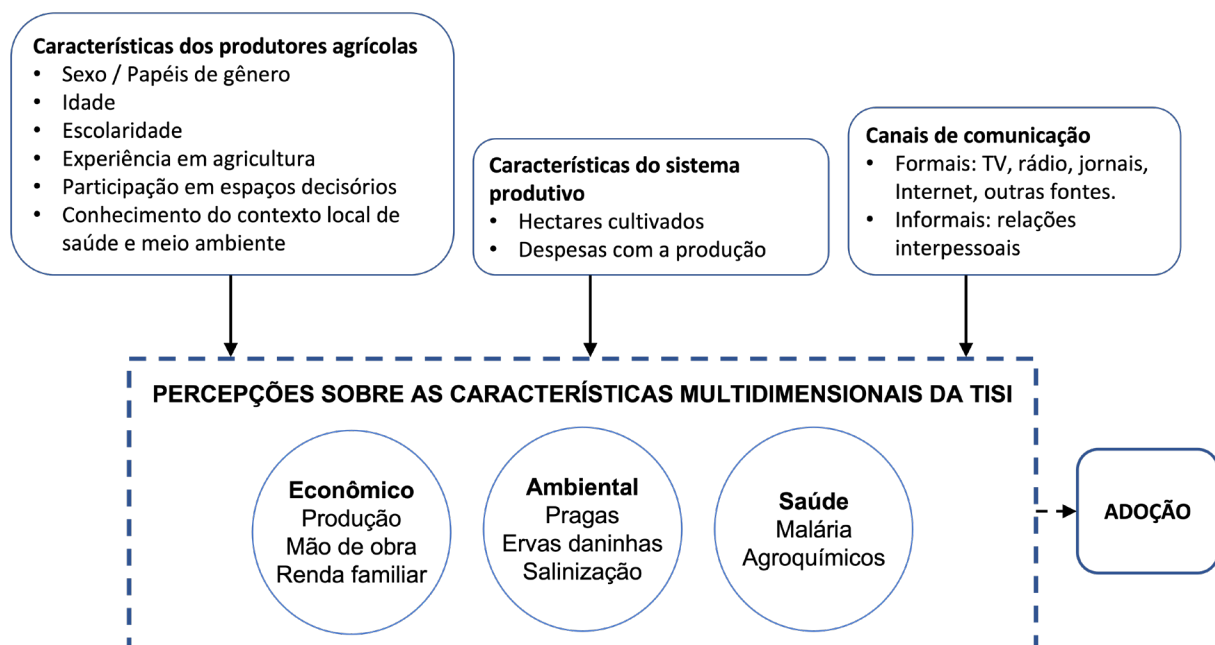 Características dos produtores agrícolas
• Sexo / Papéis de gênero
• Idade
• Escolaridade
• Experiência em agricultura
• Participação em espaços decisórios
• Conhecimento do contexto local de
saúde e meio ambiente
Características do sistema
produtivo
• Hectares cultivados
• Despesas com a produção
Canais de comunicação
• Formais: TV, rádio, jornais,
Internet, outras fontes.
• Informais: relações
interpessoais
PERCEPÇÕES SOBRE AS CARACTERÍSTICAS MULTIDIMENSIONAIS DA TISI
Econômico
Produção
Mão de obra
Renda familiar
Ambiental
Pragas
Ervas daninhas
Salinização
Saúde
Malária
Agroquímicos
ADOÇÃO